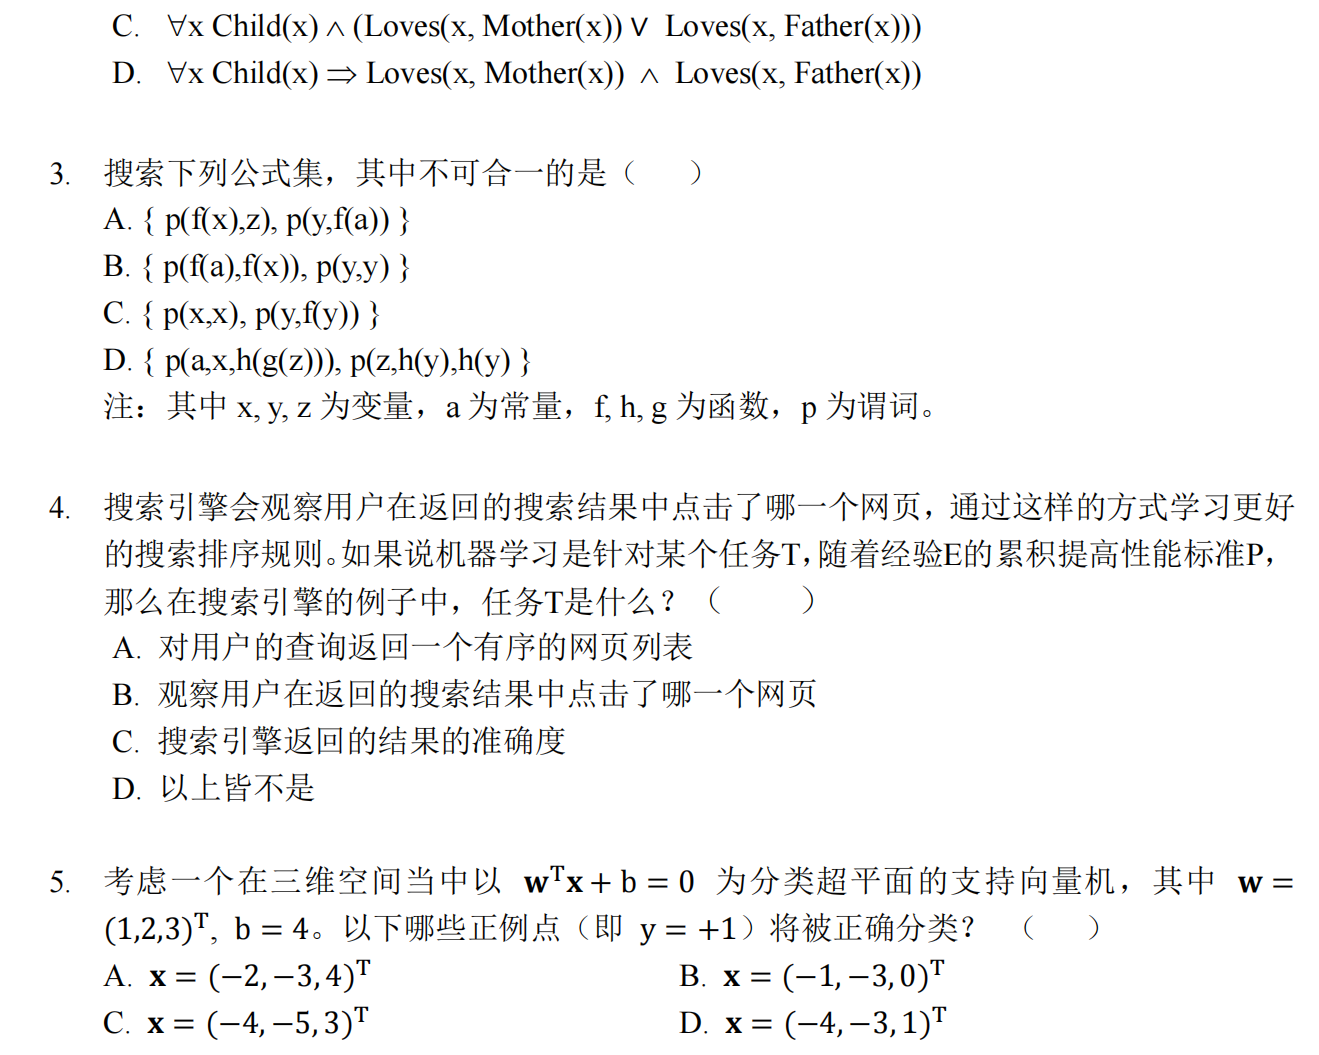 C. ∀x Child(x) ∧ (Loves(x, Mother(x)) ∨ Loves(x, Father(x)))
D. ∀x Child(x) ⇒ Loves(x, Mother(x)) ∧ Loves(x, Father(x))
3. 搜索下列公式集，其中不可合一的是（ ）
A. { p(f(x),z), p(y,f(a)) }
B. { p(f(a),f(x)), p(y,y) }
C. { p(x,x), p(y,f(y)) }
D. { p(a,x,h(g(z))), p(z,h(y),h(y) }
注：其中 x, y, z 为变量，a 为常量，f, h, g 为函数，p 为谓词。
4. 搜索引擎会观察用户在返回的搜索结果中点击了哪一个网页，通过这样的方式学习更好
的搜索排序规则。如果说机器学习是针对某个任务T，随着经验E的累积提高性能标准P，
那么在搜索引擎的例子中，任务T是什么？（ ）
A. 对用户的查询返回一个有序的网页列表
B. 观察用户在返回的搜索结果中点击了哪一个网页
C. 搜索引擎返回的结果的准确度
D. 以上皆不是
5. 考虑一个在三维空间当中以 𝐰ᵀ𝐱 + b = 0 为分类超平面的支持向量机，其中 𝐰 =
(1,2,3)ᵀ, b = 4。以下哪些正例点（即 y = +1）将被正确分类？ （ ）
A. 𝐱 = (−2, −3, 4)ᵀ B. 𝐱 = (−1, −3, 0)ᵀ
C. 𝐱 = (−4, −5, 3)ᵀ D. 𝐱 = (−4, −3, 1)ᵀ